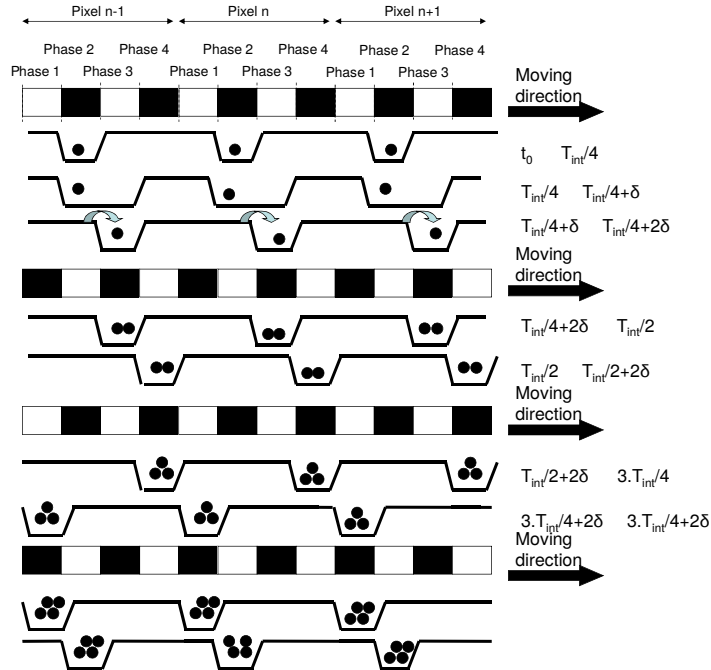 Pixel n-1 Pixel n Pixel n+1
Phase 2 Phase 4 Phase 2 Phase 4 Phase 2 Phase 4
Phase 1 Phase 3 Phase 1 Phase 3 Phase 1 Phase 3
Moving
direction
t0 Tint/4
Tint/4 Tint/4+δ
Tint/4+δ Tint/4+2δ
Moving
direction
Tint/4+2δ Tint/2
Tint/2 Tint/2+2δ
Moving
direction
Tint/2+2δ 3.Tint/4
3.Tint/4+2δ 3.Tint/4+2δ
Moving
direction